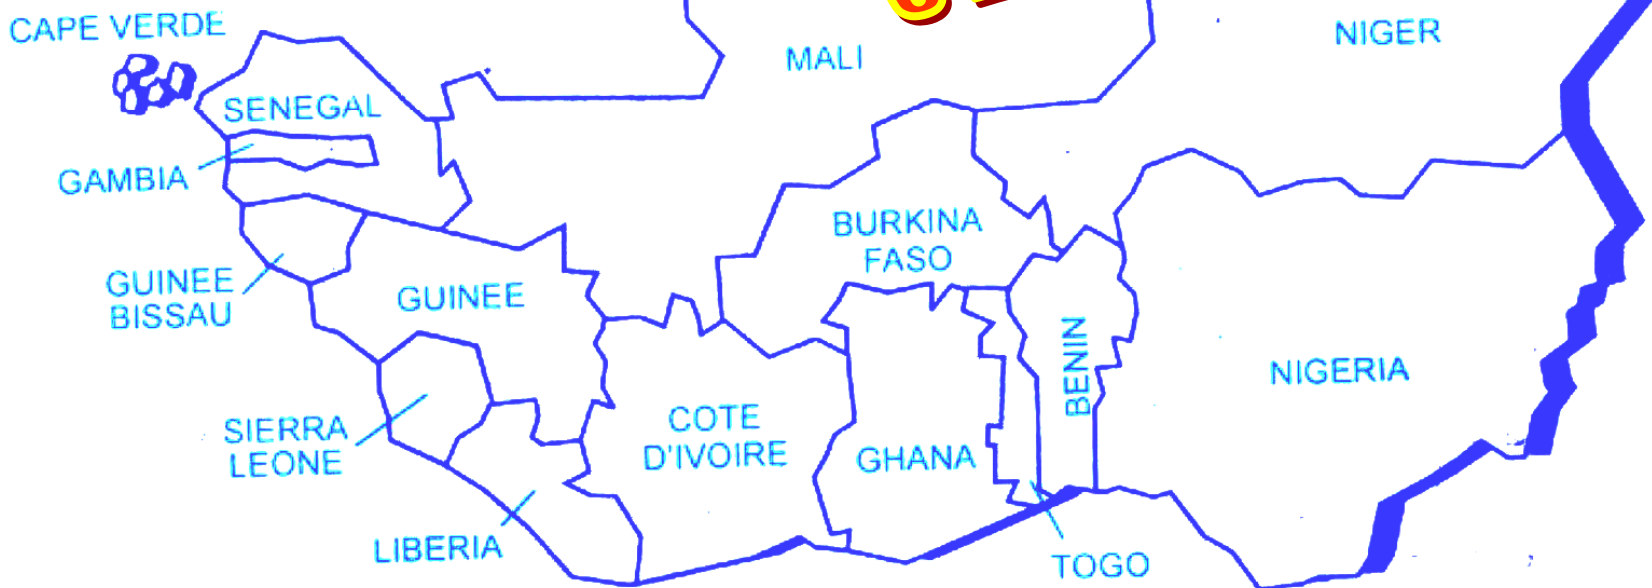 CAPE VERDE
MALI
NIGER
SENEGAL
GAMBIA
BURKINA
FASO
GUINEE
BISSAU
GUINEE
BENIN
NIGERIA
SIERRA
LEONE
COTE
D'IVOIRE
GHANA
LIBERIA
TOGO